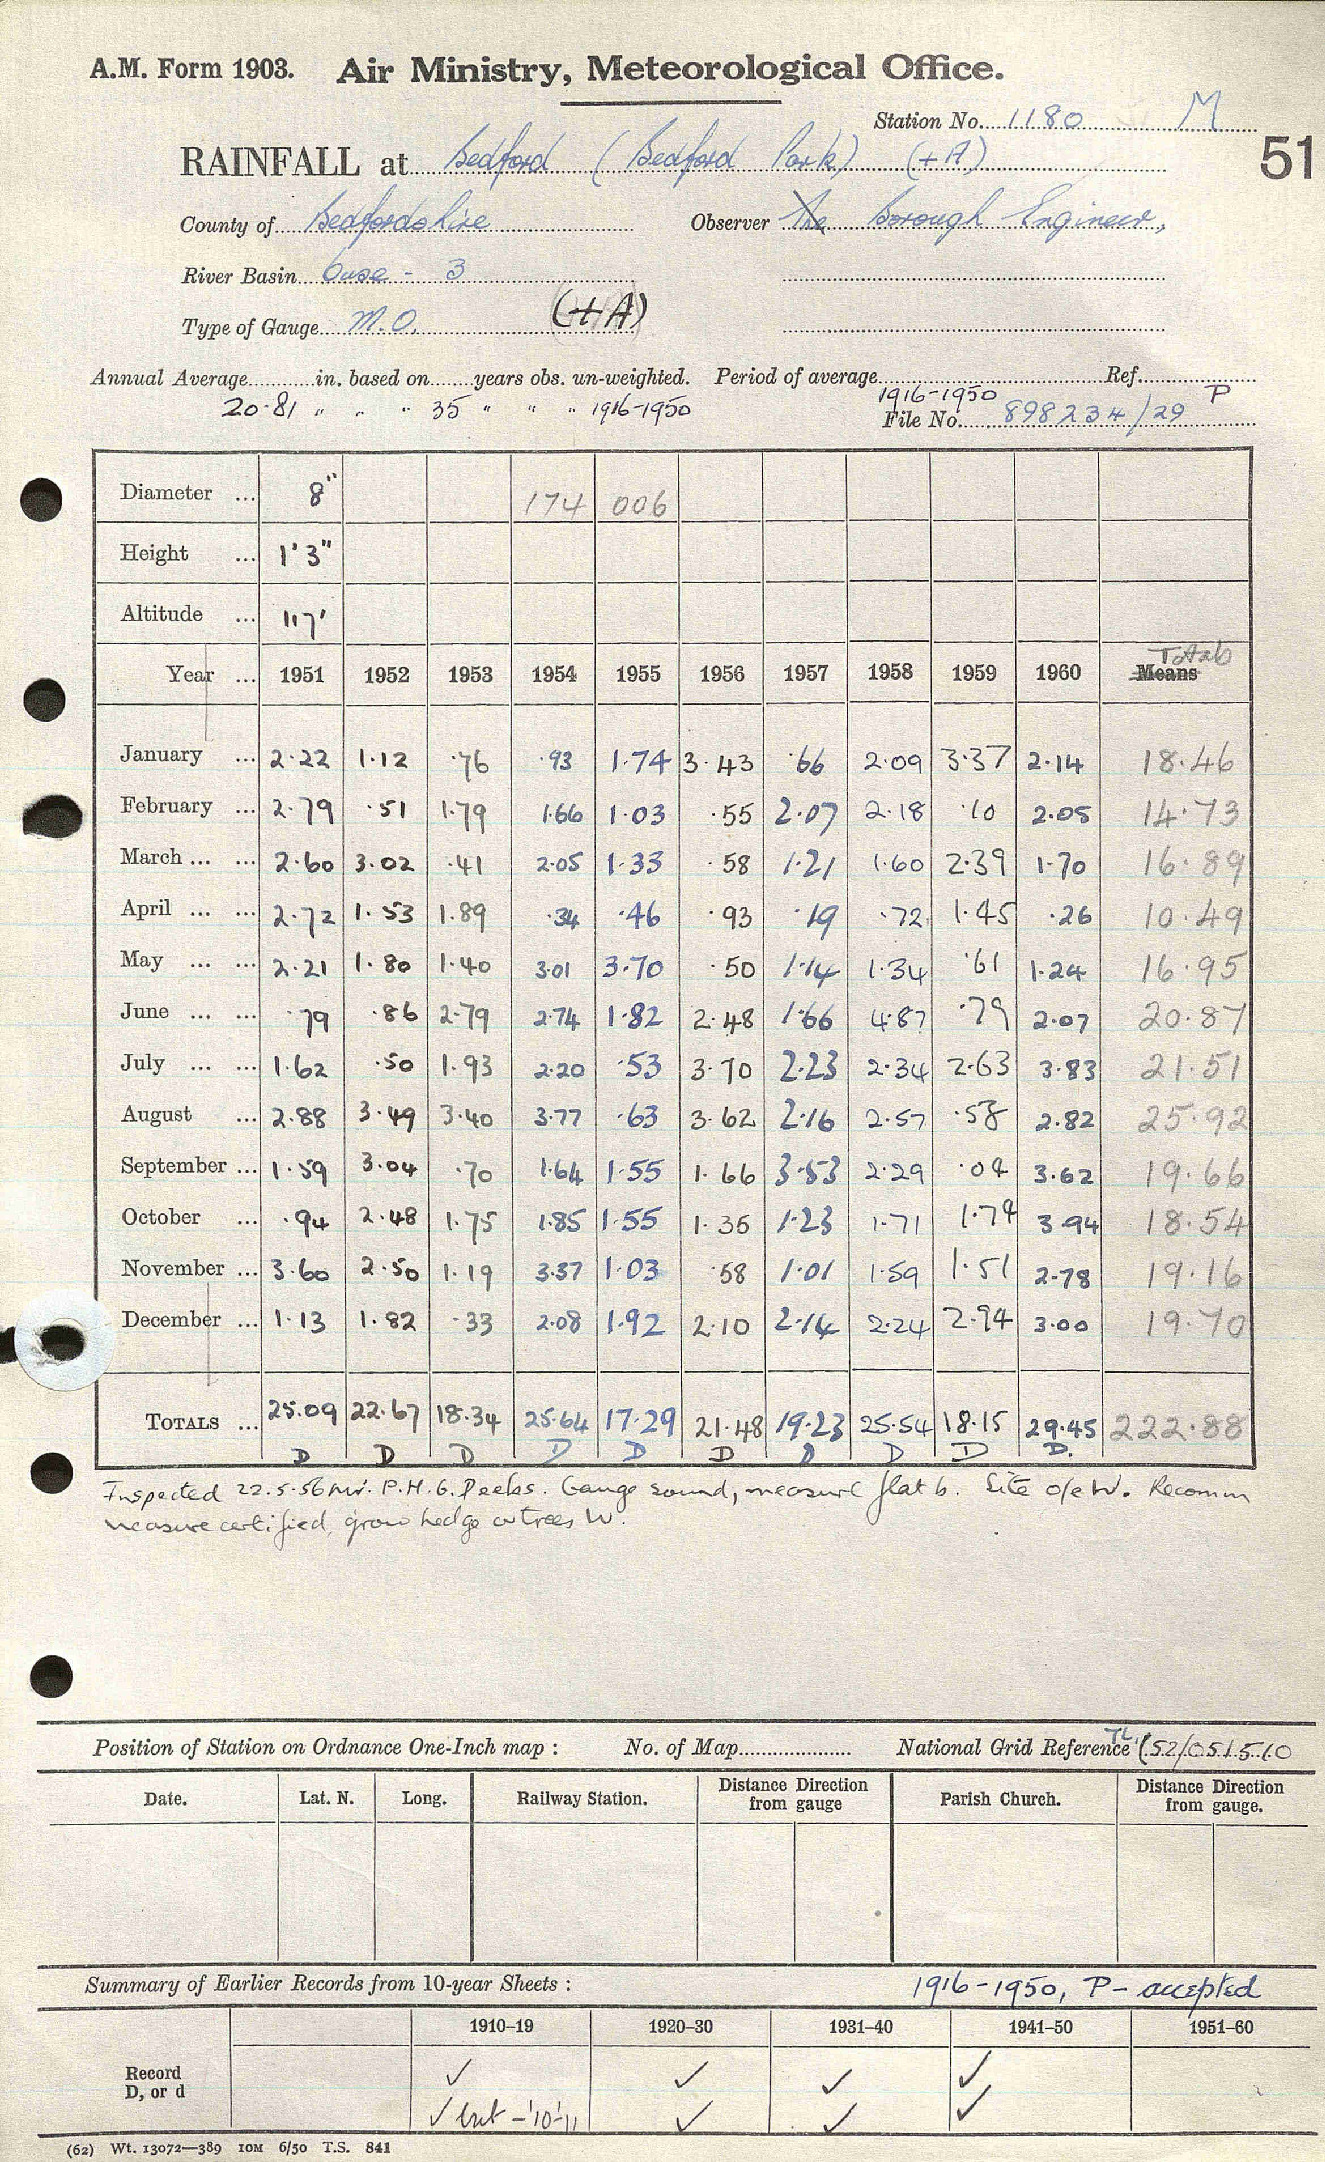 A.M. Form 1903. Air Ministry, Meteorological Office.
Station No. 1180 M
51
RAINFALL at Bedford (Bedford Park) (+A)
County of Bedfordshire Observer The Borough Engineer,
River Basin Ouse - 3
Type of Gauge M.O. (+A)
Annual Average in. based on years obs. un-weighted. Period of average Ref.
20.81 " " " 35 " " " 1916-1950 1916-1950 P
File No. 898234/29
Diameter ... 8" 174 006
Height ... 1' 3"
Altitude ... 117'
Totals
Year ... 1951 1952 1953 1954 1955 1956 1957 1958 1959 1960 Means
January ... 2.22 1.12 .76 .93 1.74 3.43 .66 2.09 3.37 2.14 18.46
February ... 2.79 .51 1.79 1.66 1.03 .55 2.07 2.18 .10 2.05 14.73
March ... ... 2.60 3.02 .41 2.05 1.33 .58 1.21 1.60 2.39 1.70 16.89
April ... ... 2.72 1.53 1.89 .34 .46 .93 .19 .72 1.45 .26 10.49
May ... ... 2.21 1.80 1.40 3.01 3.70 .50 1.14 1.34 .61 1.24 16.95
June ... ... .79 .86 2.79 2.74 1.82 2.48 1.66 4.87 .79 2.07 20.87
July ... ... 1.62 .50 1.93 2.20 .53 3.70 2.23 2.34 2.63 3.83 21.51
August ... 2.88 3.49 3.40 3.77 .63 3.62 2.16 2.57 .58 2.82 25.92
September ... 1.59 3.04 .70 1.64 1.55 1.66 3.53 2.29 .04 3.62 19.66
October ... .94 2.48 1.75 1.85 1.55 1.35 1.23 1.71 1.74 3.94 18.54
November ... 3.60 2.50 1.19 3.37 1.03 .58 1.01 1.59 1.51 2.78 19.16
December ... 1.13 1.82 .33 2.08 1.92 2.10 2.14 2.24 2.94 3.00 19.70
TOTALS ... 25.09 22.67 18.34 25.64 17.29 21.48 19.23 25.54 18.15 29.45 222.88
D D D D D D D D D D.
Inspected 22.5.56 Mr. P.H.G. Peeks. Gauge sound, measure flat b. Site o/e W. Recomm
measure certified, grow hedge or trees W.
Position of Station on Ordnance One-Inch map : No. of Map National Grid Reference TL (52/051510
Date. Lat. N. Long. Railway Station. Distance from gauge Direction Parish Church. Distance Direction from gauge.
Summary of Earlier Records from 10-year Sheets : 1916-1950, P- accepted
1910–19 1920–30 1931–40 1941–50 1951–60
Record ✓ ✓ ✓ ✓
D, or d
✓ but -'10-'11 ✓ ✓ ✓
(62) Wt. 13072—389 10M 6/50 T.S. 841